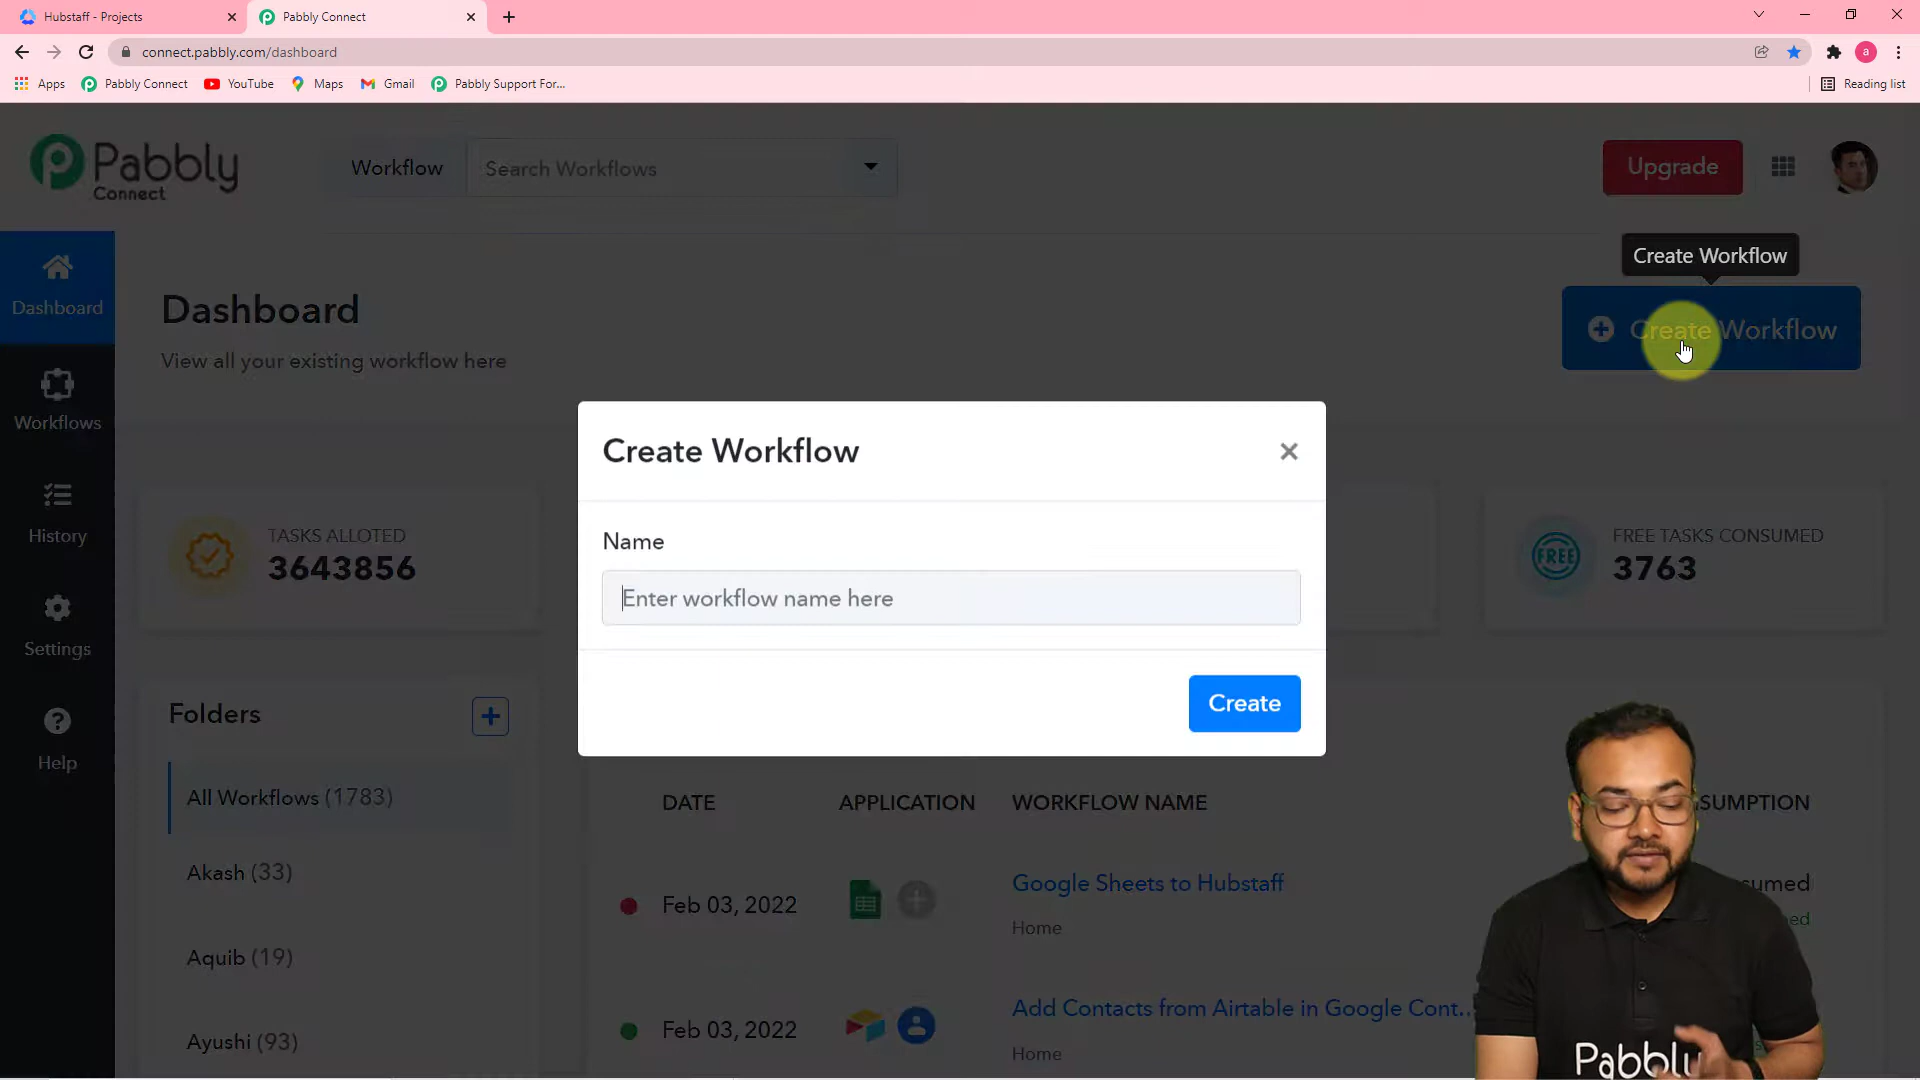 Hubstaff - Projects
Pabbly Connect
connect.pabbly.com/dashboard
a
Apps
Pabbly Connect
YouTube
Maps
Gmail
Pabbly Support For...
Reading list
Pabbly
Connect
Workflow
Search Workflows
Upgrade
Create Workflow
Dashboard
Dashboard
View all your existing workflow here
Create Workflow
Workflows
Create Workflow
History
TASKS ALLOTED
3643856
Name
Enter workflow name here
FREE
FREE TASKS CONSUMED
3763
Settings
Create
Folders
Help
All Workflows (1783)
DATE
APPLICATION
WORKFLOW NAME
SUMPTION
Akash (33)
Feb 03, 2022
Google Sheets to Hubstaff
Home
sumed
Aquib (19)
Feb 03, 2022
Add Contacts from Airtable in Google Cont...
Home
Ayushi (93)
Pabbly